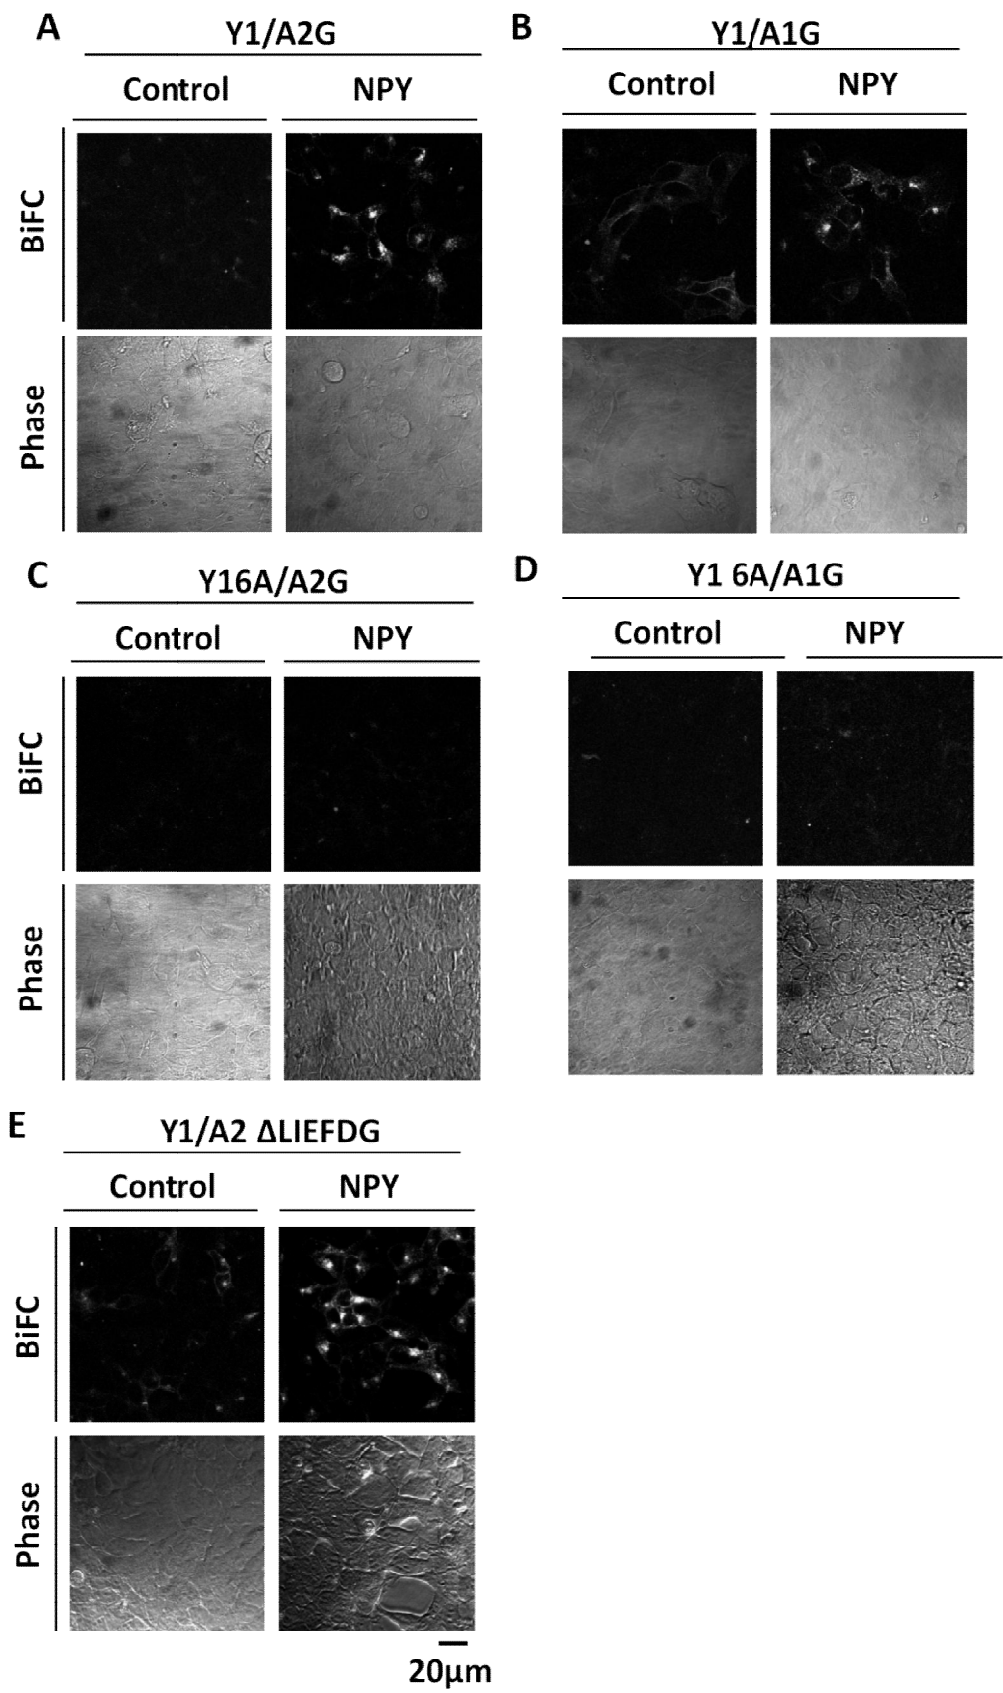 A
Y1/A2G
Control NPY
BiFC
Phase
B
Y1/A1G
Control NPY
C
Y16A/A2G
Control NPY
BiFC
Phase
D
Y1 6A/A1G
Control NPY
E
Y1/A2 ΔLIEFDG
Control NPY
BiFC
Phase
20µm